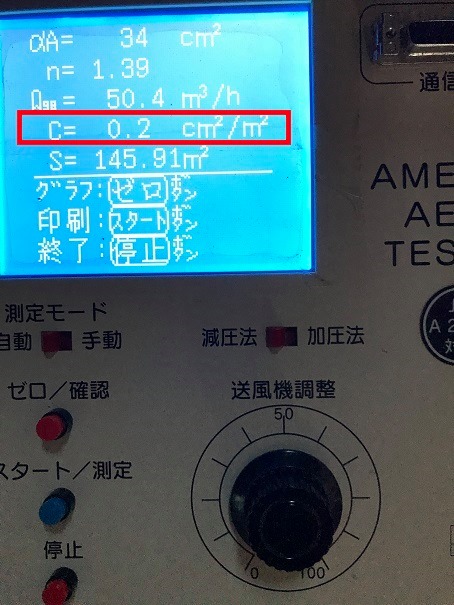 αA= 34 cm²
n= 1.39
Q₉.₈= 50.4 m³/h
C= 0.2 cm²/m²
S= 145.91m²
グラフ:ゼロボタン
印刷:スタートボタン
終了:停止ボタン
通信
AME
AE
TES
J
A 2
対
測定モード
自動 手動
減圧法 加圧法
ゼロ/確認
送風機調整
スタート/測定
50
停止
0 100